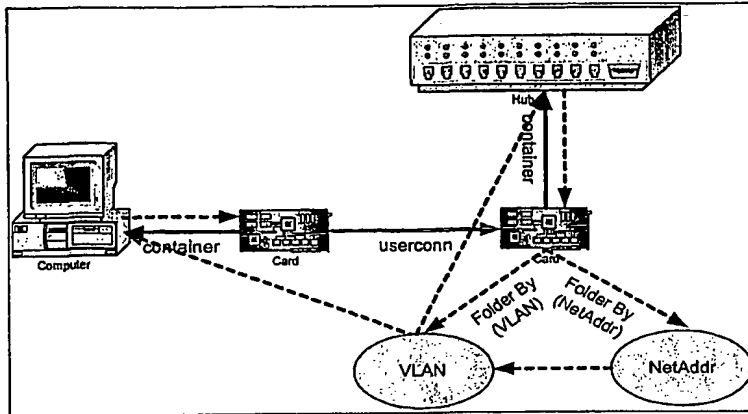 Hub
container
container
userconn
Computer
Card
Card
Folder By
(VLAN)
Folder By
(NetAddr)
VLAN
NetAddr